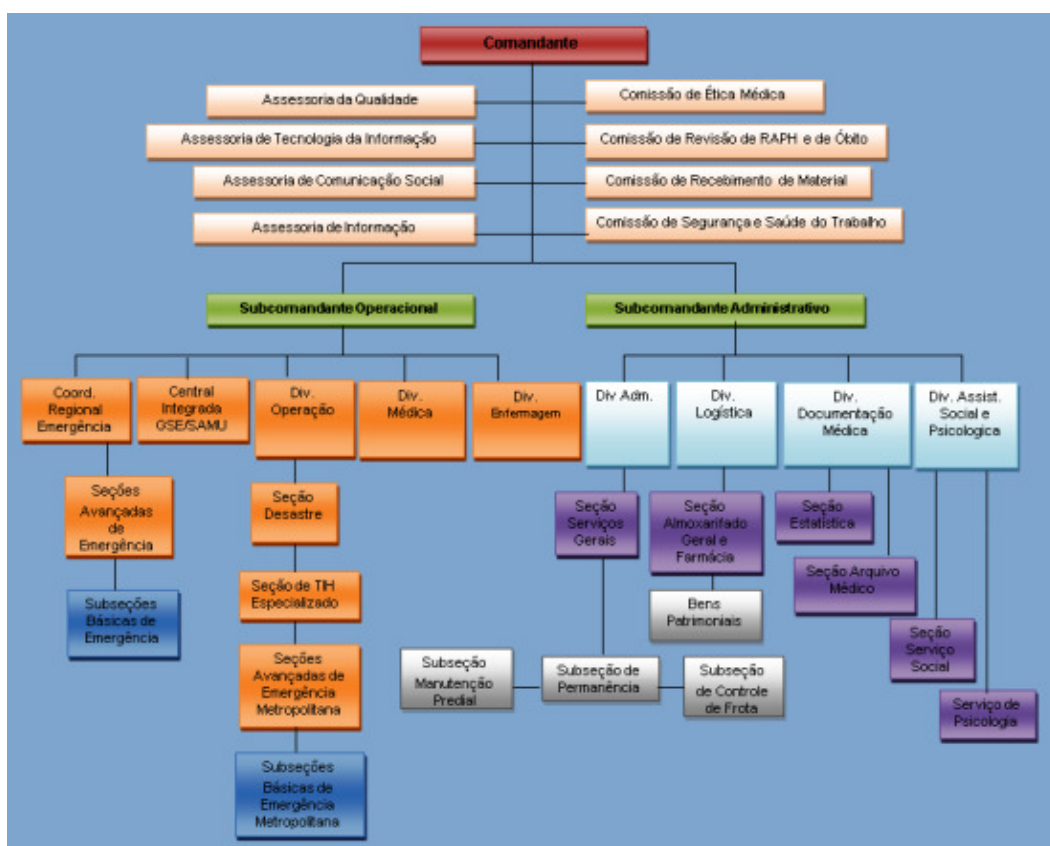 Comandante
Assessoria da Qualidade
Comissão de Ética Médica
Assessoria de Tecnologia da Informação
Comissão de Revisão de RAPH e de Óbito
Assessoria de Comunicação Social
Comissão de Recebimento de Material
Assessoria de Informação
Comissão de Segurança e Saúde do Trabalho
Subcomandante Operacional
Subcomandante Administrativo
Coord.
Regional
Emergência
Central
Integrada
GSE/SAMU
Div.
Operação
Div.
Médica
Div.
Enfermagem
Div Adm.
Div.
Logística
Div.
Documentação
Médica
Div. Assist.
Social e
Psicologica
Seções
Avançadas
de
Emergência
Seção
Desastre
Seção
Serviços
Gerais
Seção
Almoxarifado
Geral e
Farmácia
Seção
Estatística
Seção Arquivo
Médico
Subseções
Básicas de
Emergência
Seção de TIH
Especializado
Bens
Patrimoniais
Seção
Serviço
Social
Seções
Avançadas de
Emergência
Metropolitana
Subseção
Manutenção
Predial
Subseção de
Permanência
Subseção
de Controle
de Frota
Serviço de
Psicologia
Subseções
Básicas de
Emergência
Metropolitana